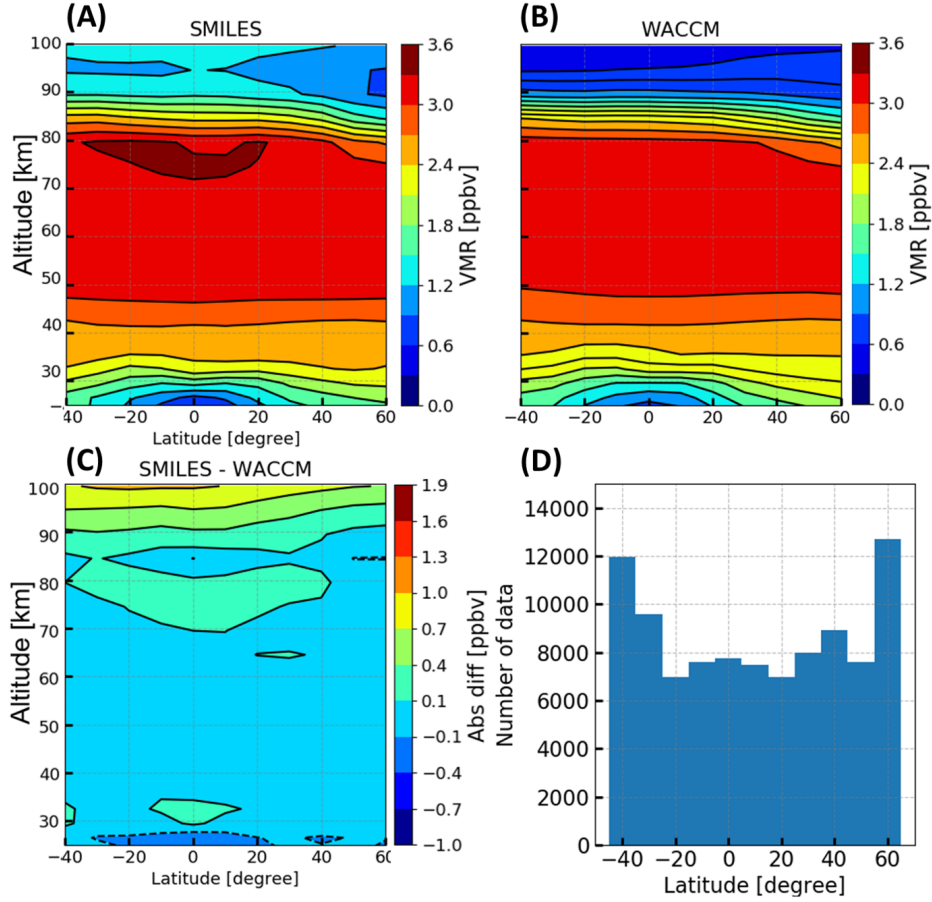 (A)
SMILES
100
90
80
70
60
50
40
30
Altitude [km]
−40 −20 0 20 40 60
Latitude [degree]
3.6
3.0
2.4
1.8
1.2
0.6
0.0
VMR [ppbv]
(B)
WACCM
−40 −20 0 20 40 60
3.6
3.0
2.4
1.8
1.2
0.6
0.0
VMR [ppbv]
(C)
SMILES - WACCM
100
90
80
70
60
50
40
30
Altitude [km]
−40 −20 0 20 40
Latitude [degree]
1.9
1.6
1.3
1.0
0.7
0.4
0.1
−0.1
−0.4
−0.7
−1.0
Abs diff [ppbv]
(D)
14000
12000
10000
8000
6000
4000
2000
0
Number of data
−40 −20 0 20 40 60
Latitude [degree]